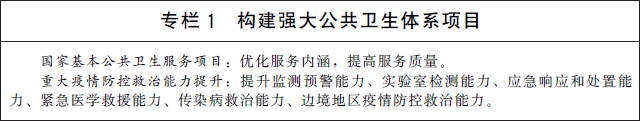 专栏 1 构建强大公共卫生体系项目
国家基本公共卫生服务项目：优化服务内涵，提高服务质量。
重大疫情防控救治能力提升：提升监测预警能力、实验室检测能力、应急响应和处置能
力、紧急医学救援能力、传染病救治能力、边境地区疫情防控救治能力。